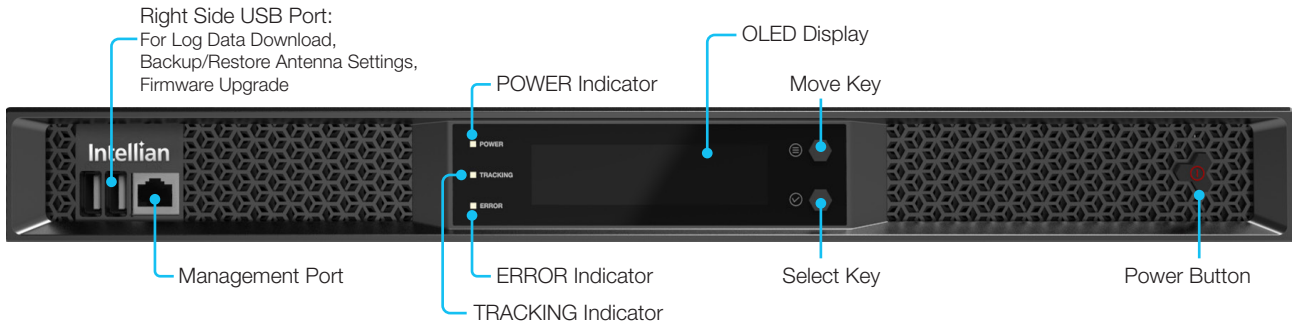 Right Side USB Port:
For Log Data Download,
Backup/Restore Antenna Settings,
Firmware Upgrade
POWER Indicator
OLED Display
Move Key
Intellian
POWER
TRACKING
ERROR
Management Port
ERROR Indicator
TRACKING Indicator
Select Key
Power Button